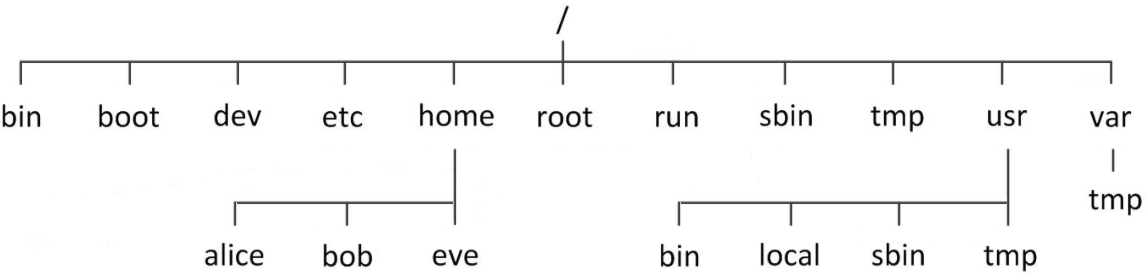 /
bin boot dev etc home root run sbin tmp usr var
tmp
alice bob eve bin local sbin tmp